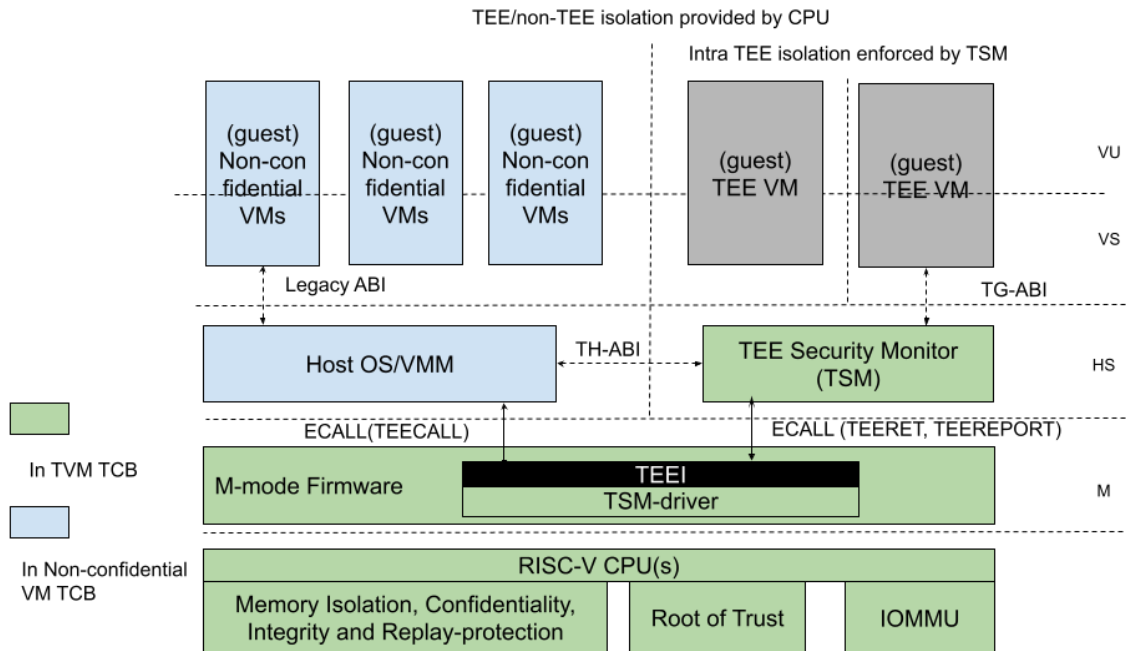 TEE/non-TEE isolation provided by CPU
Intra TEE isolation enforced by TSM
(guest)
Non-con
fidential
VMs
(guest)
Non-con
fidential
VMs
(guest)
Non-con
fidential
VMs
(guest)
TEE VM
(guest)
TEE VM
VU
VS
Legacy ABI
TG-ABI
Host OS/VMM
TH-ABI
TEE Security Monitor
(TSM)
HS
ECALL(TEECALL)
ECALL (TEERET, TEEREPORT)
In TVM TCB
M-mode Firmware
TEEI
TSM-driver
M
In Non-confidential
VM TCB
RISC-V CPU(s)
Memory Isolation, Confidentiality,
Integrity and Replay-protection
Root of Trust
IOMMU